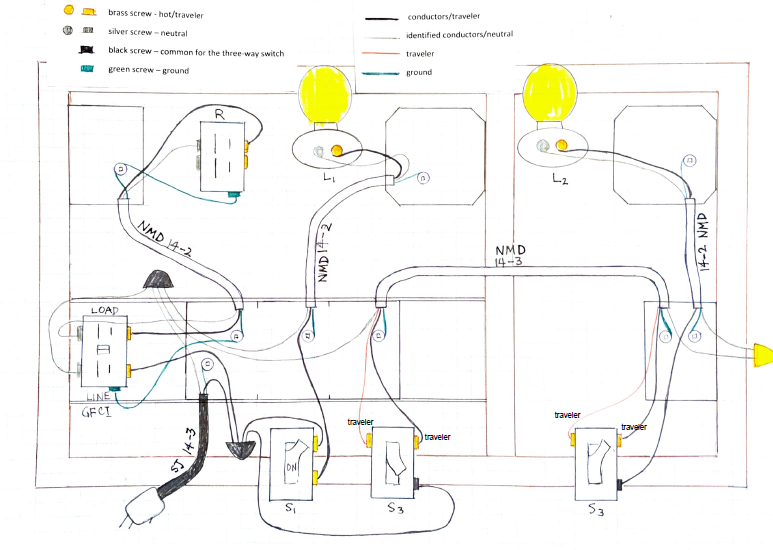 brass screw - hot/traveler
silver screw – neutral
black screw – common for the three-way switch
green screw – ground
conductors/traveler
identified conductors/neutral
traveler
ground
R
L1
L2
NMD 14-2
NMD 14-2
NMD
14-3
14-2 NMD
LOAD
LINE
GFCI
SJ 14-3
ON
S1
traveler
traveler
S3
traveler
traveler
S3